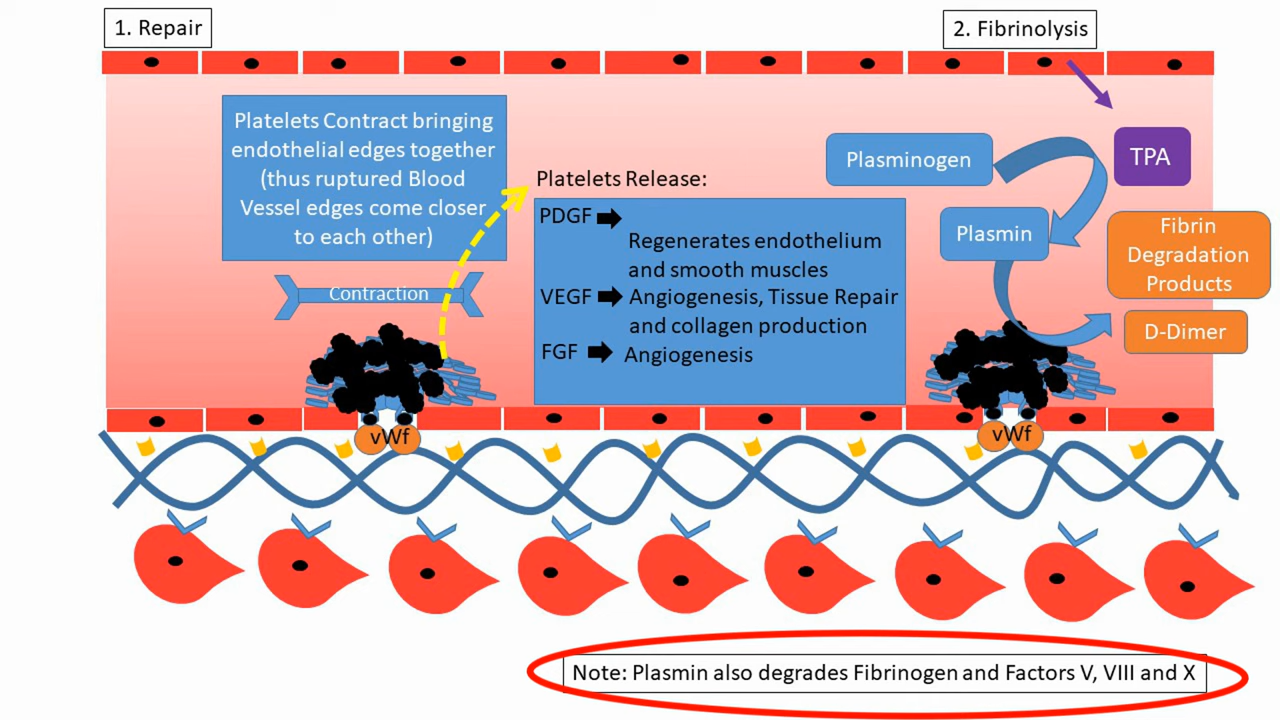 1. Repair
2. Fibrinolysis
Platelets Contract bringing
endothelial edges together
(thus ruptured Blood
Vessel edges come closer
to each other)
Contraction
Platelets Release:
PDGF
Regenerates endothelium
and smooth muscles
VEGF Angiogenesis, Tissue Repair
and collagen production
FGF Angiogenesis
Plasminogen
TPA
Plasmin
Fibrin
Degradation
Products
D-Dimer
vWf
vWf
Note: Plasmin also degrades Fibrinogen and Factors V, VIII and X